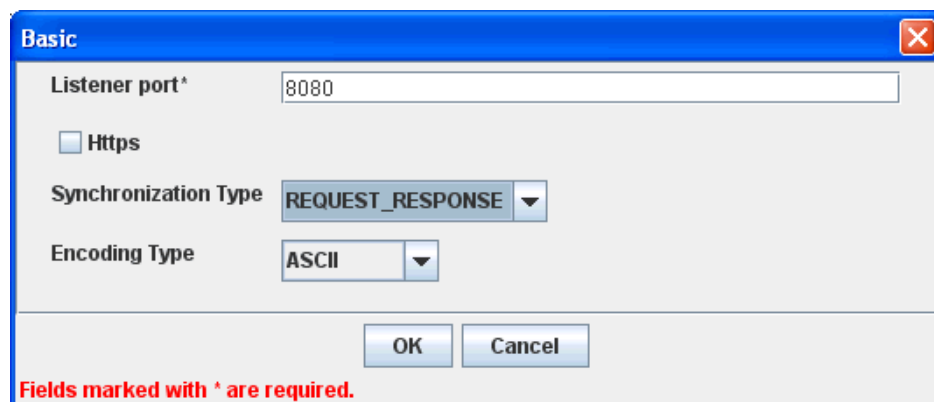 Basic
Listener port* 8080
Https
Synchronization Type REQUEST_RESPONSE
Encoding Type ASCII
OK Cancel
Fields marked with * are required.